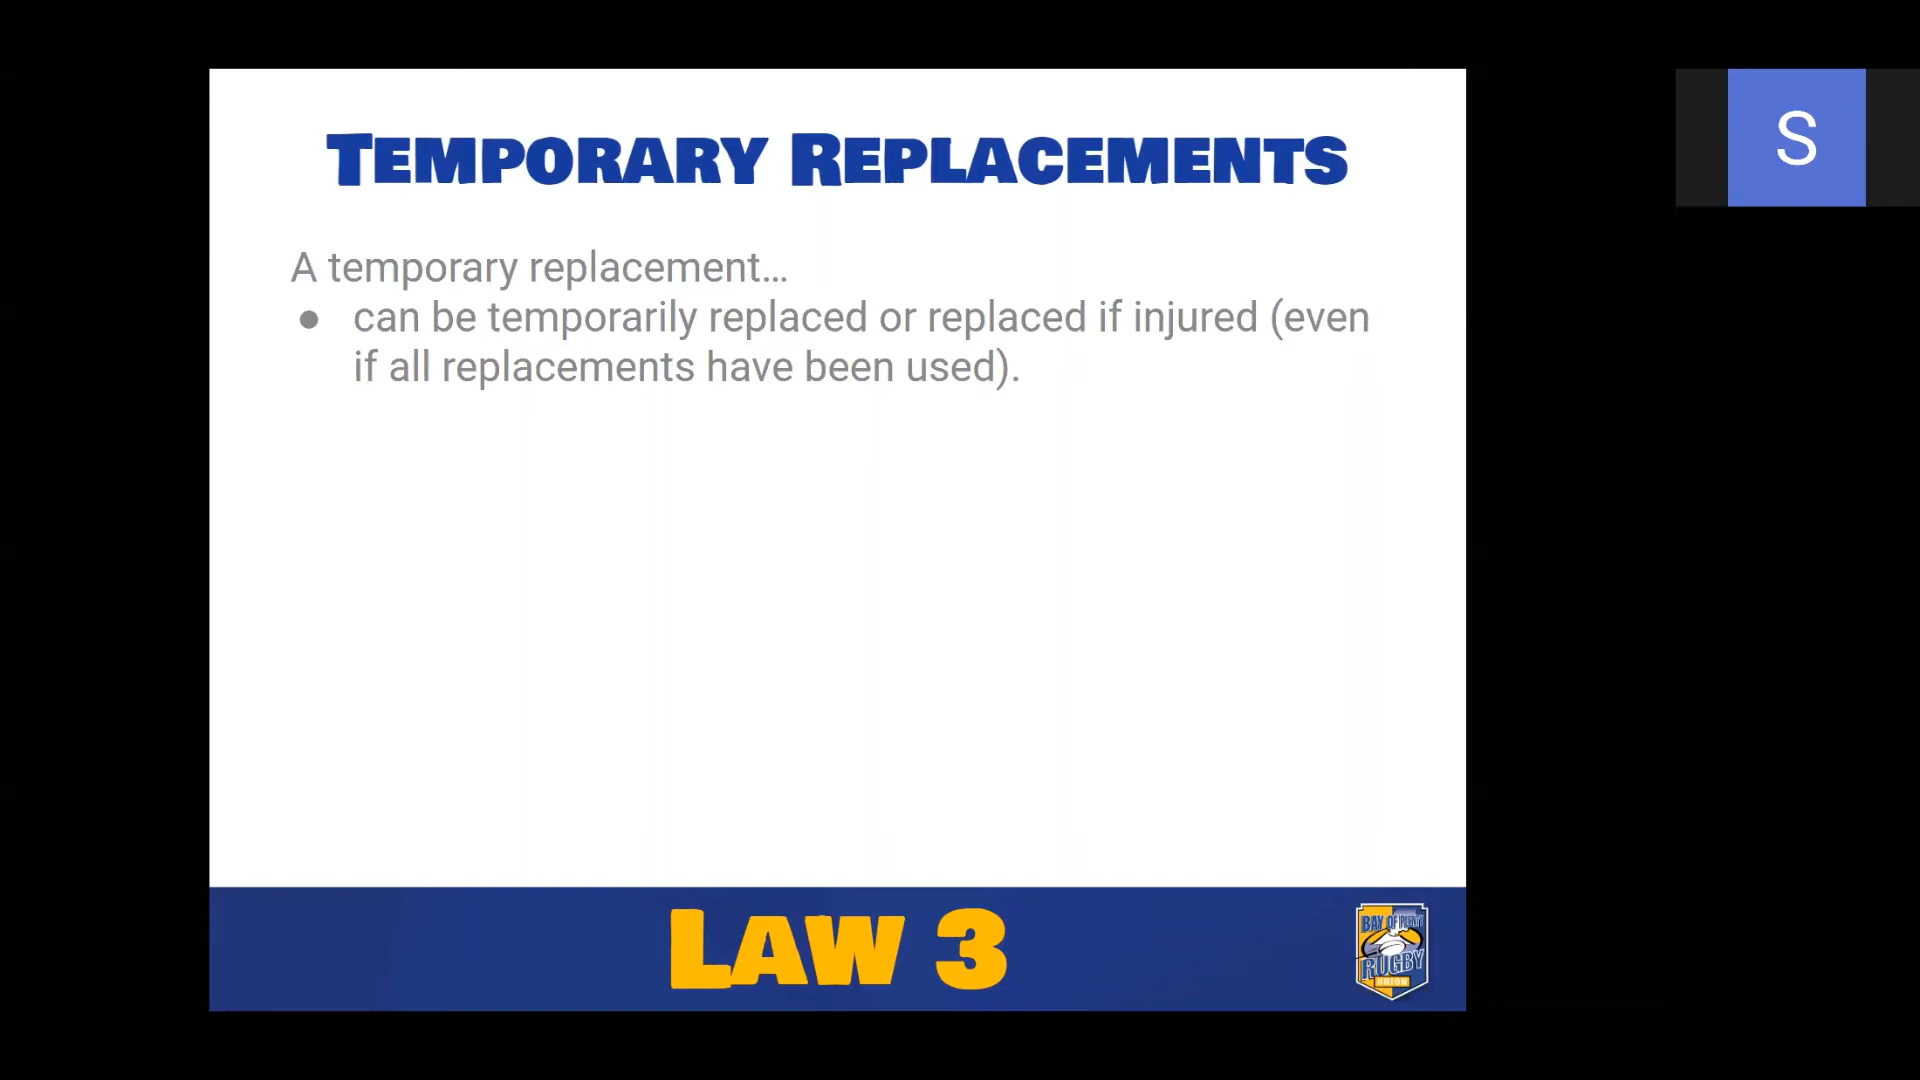 TEMPORARY REPLACEMENTS
S
A temporary replacement...
● can be temporarily replaced or replaced if injured (even
if all replacements have been used).
LAW 3
BAY OF PLENTY
RUGBY
UNION